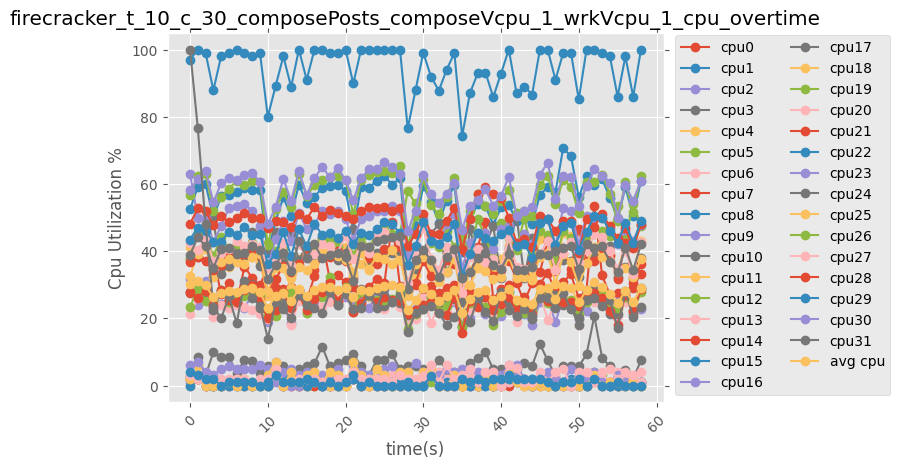 firecracker_t_10_c_30_composePosts_composeVcpu_1_wrkVcpu_1_cpu_overtime
Cpu Utilization %
100
80
60
40
20
0
0
10
20
30
40
50
60
time(s)
cpu0
cpu1
cpu2
cpu3
cpu4
cpu5
cpu6
cpu7
cpu8
cpu9
cpu10
cpu11
cpu12
cpu13
cpu14
cpu15
cpu16
cpu17
cpu18
cpu19
cpu20
cpu21
cpu22
cpu23
cpu24
cpu25
cpu26
cpu27
cpu28
cpu29
cpu30
cpu31
avg cpu